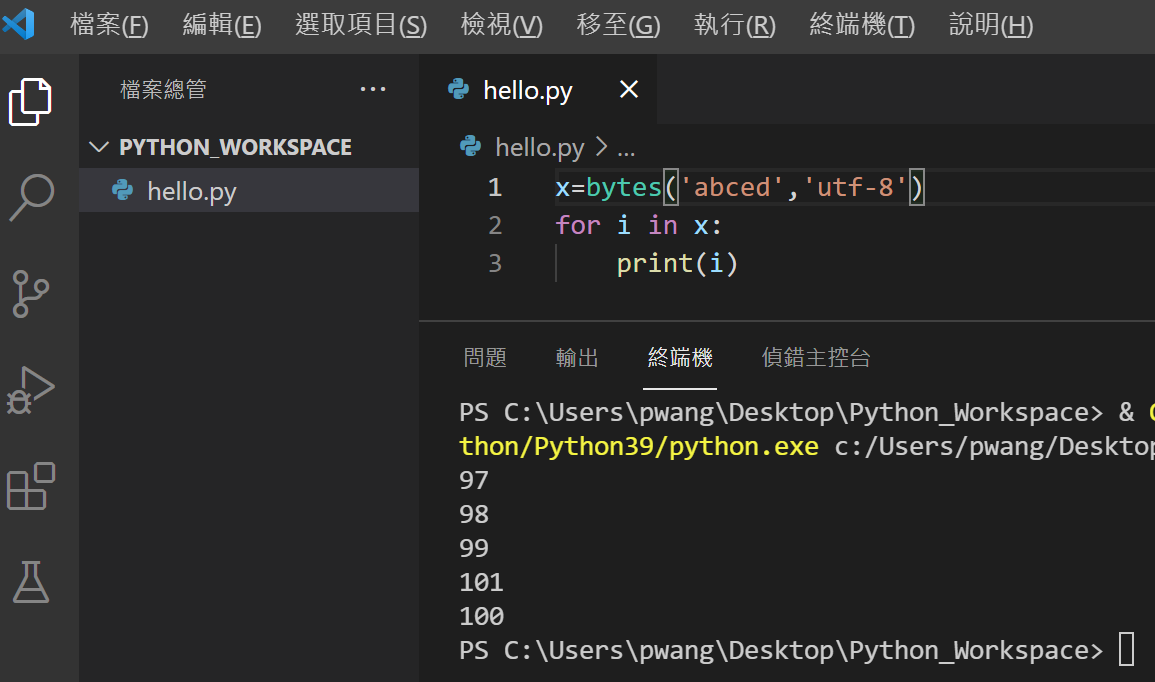 檔案(F) 編輯(E) 選取項目(S) 檢視(V) 移至(G) 執行(R) 終端機(T) 說明(H)
檔案總管 ···
PYTHON_WORKSPACE
hello.py
hello.py ×
hello.py > ...
1 x=bytes('abced','utf-8')
2 for i in x:
3 print(i)
問題 輸出 終端機 偵錯主控台
PS C:\Users\pwang\Desktop\Python_Workspace> &
thon/Python39/python.exe c:/Users/pwang/Desktop
97
98
99
101
100
PS C:\Users\pwang\Desktop\Python_Workspace>